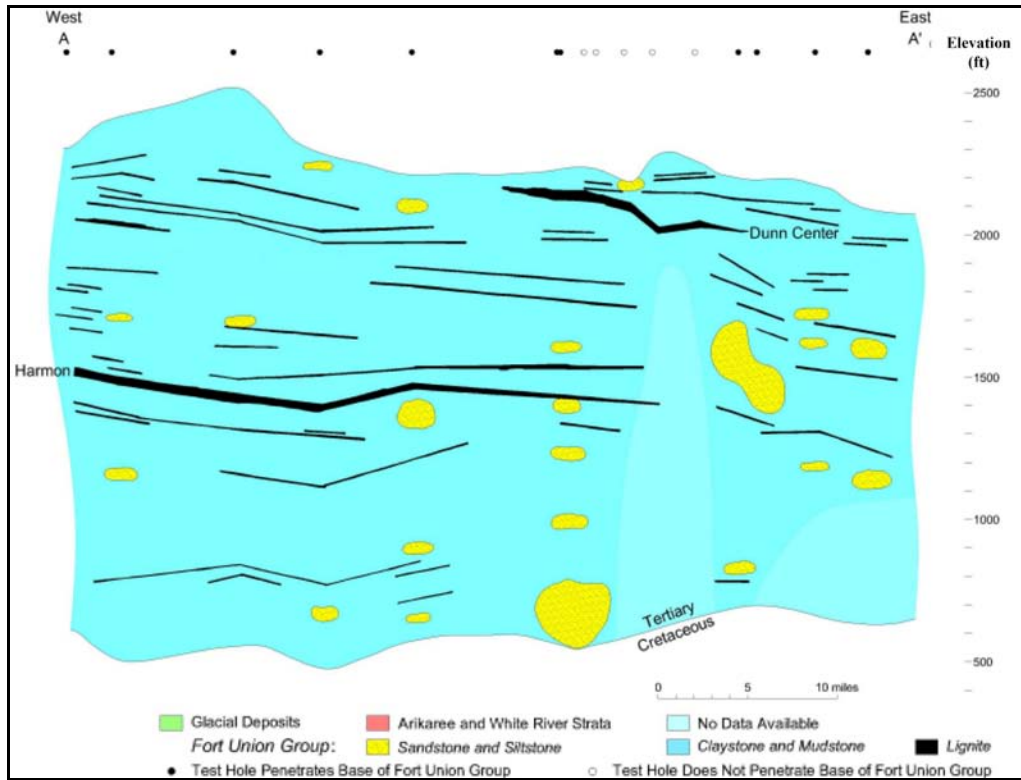 West
A
East
A'
Elevation
(ft)
2500
2000
Dunn Center
1500
Harmon
1000
Tertiary
Cretaceous
500
0 5 10 miles
Glacial Deposits
Arikaree and White River Strata
No Data Available
Fort Union Group:
Sandstone and Siltstone
Claystone and Mudstone
Lignite
Test Hole Penetrates Base of Fort Union Group
Test Hole Does Not Penetrate Base of Fort Union Group